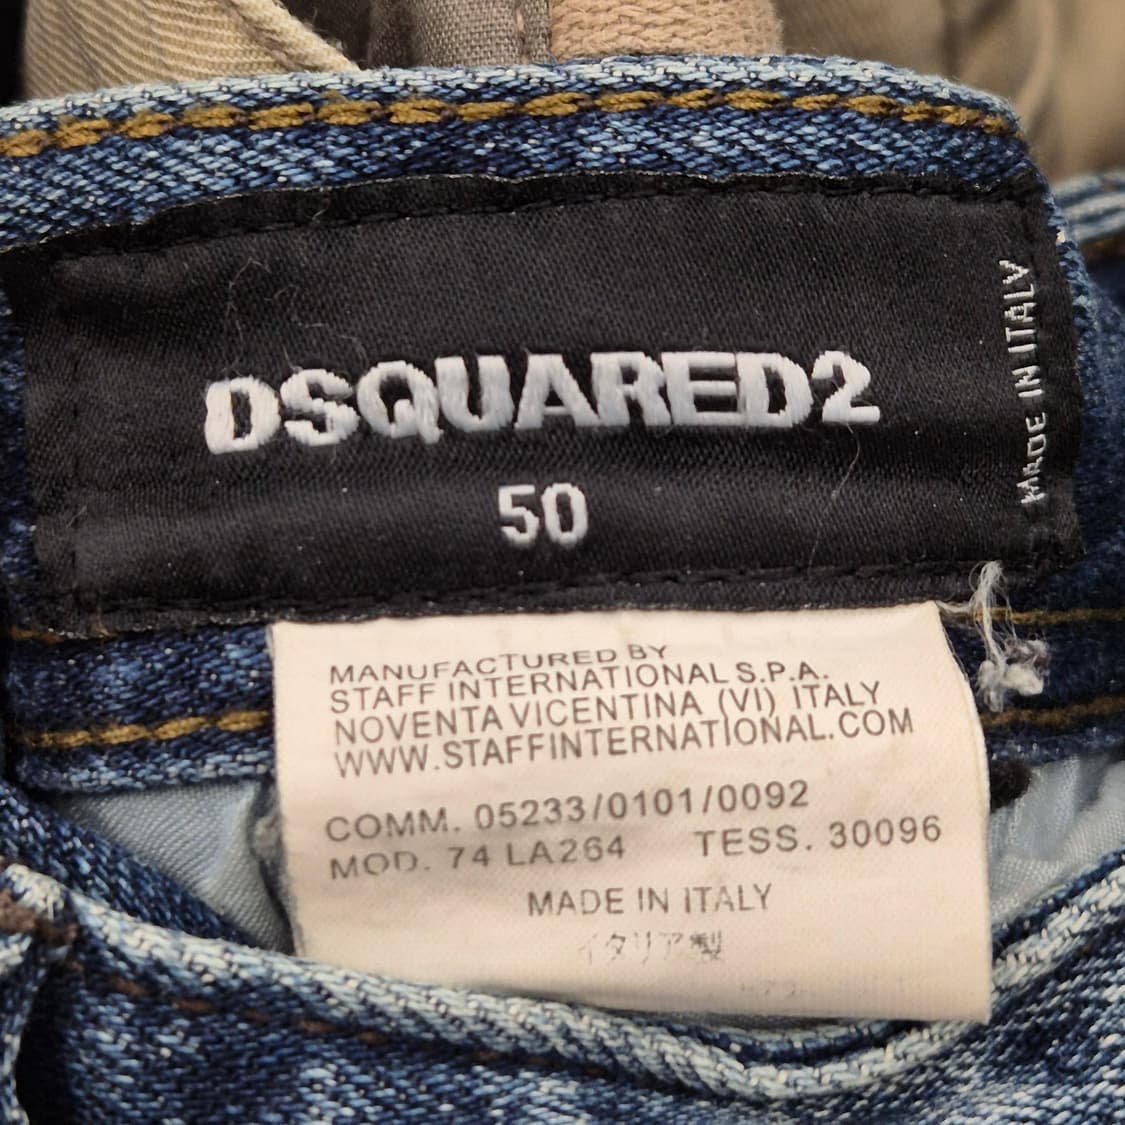 DSQUARED2
50
MADE IN ITALY
MANUFACTURED BY
STAFF INTERNATIONAL S.P.A.
NOVENTA VICENTINA (VI) ITALY
WWW.STAFFINTERNATIONAL.COM
COMM. 05233/0101/0092
MOD. 74 LA264 TESS. 30096
MADE IN ITALY
イタリア製